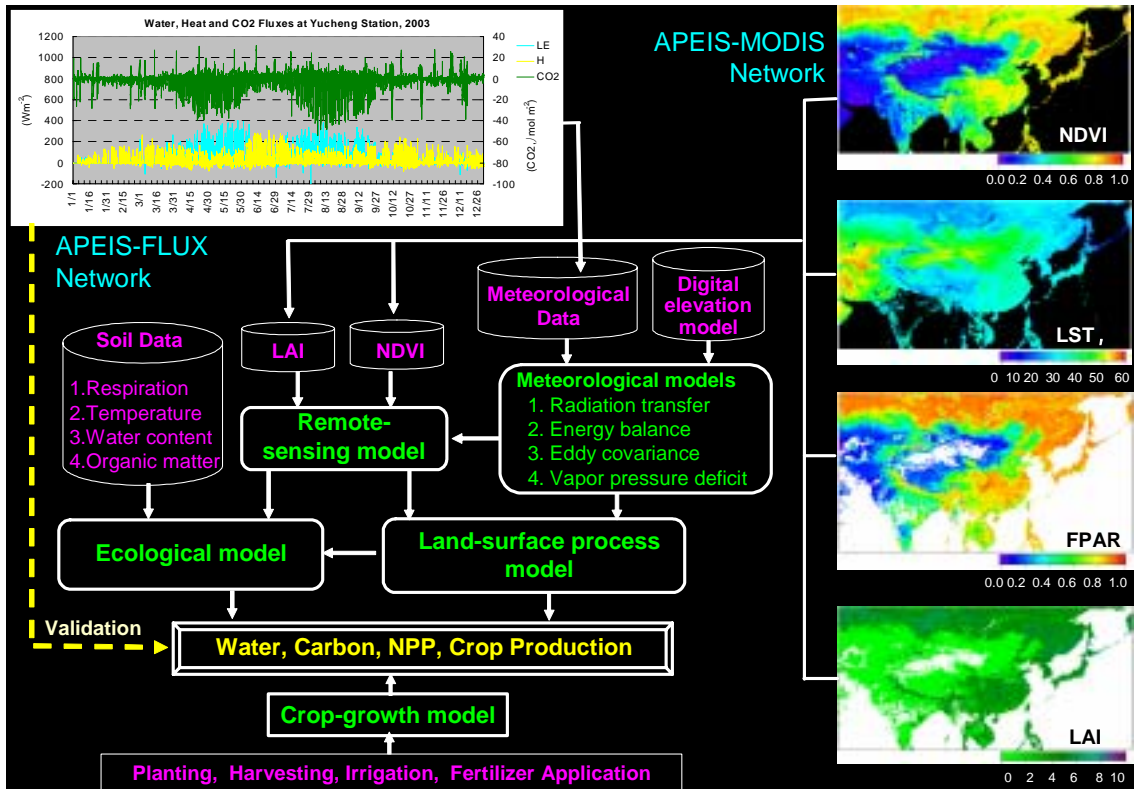 Water, Heat and CO2 Fluxes at Yucheng Station, 2003
1200
1000
800
600
400
200
0
-200
(Wm-2)
40
20
0
-20
-40
-60
-80
-100
(CO2,/mol m-2)
LE
H
CO2
1/1
1/16
1/31
2/15
3/1
3/16
3/31
4/15
4/30
5/15
5/30
6/14
6/29
7/14
7/29
8/13
8/28
9/12
9/27
10/12
10/27
11/11
11/26
12/11
12/26
APEIS-MODIS
Network
NDVI
0.0 0.2 0.4 0.6 0.8 1.0
LST,
0 10 20 30 40 50 60
FPAR
0.0 0.2 0.4 0.6 0.8 1.0
LAI
0 2 4 6 8 10
APEIS-FLUX
Network
Soil Data
1.Respiration
2.Temperature
3.Water content
4.Organic matter
LAI
NDVI
Meteorological
Data
Digital
elevation
model
Meteorological models
1. Radiation transfer
2. Energy balance
3. Eddy covariance
4. Vapor pressure deficit
Remote-
sensing model
Ecological model
Land-surface process
model
Validation
Water, Carbon, NPP, Crop Production
Crop-growth model
Planting, Harvesting, Irrigation, Fertilizer Application